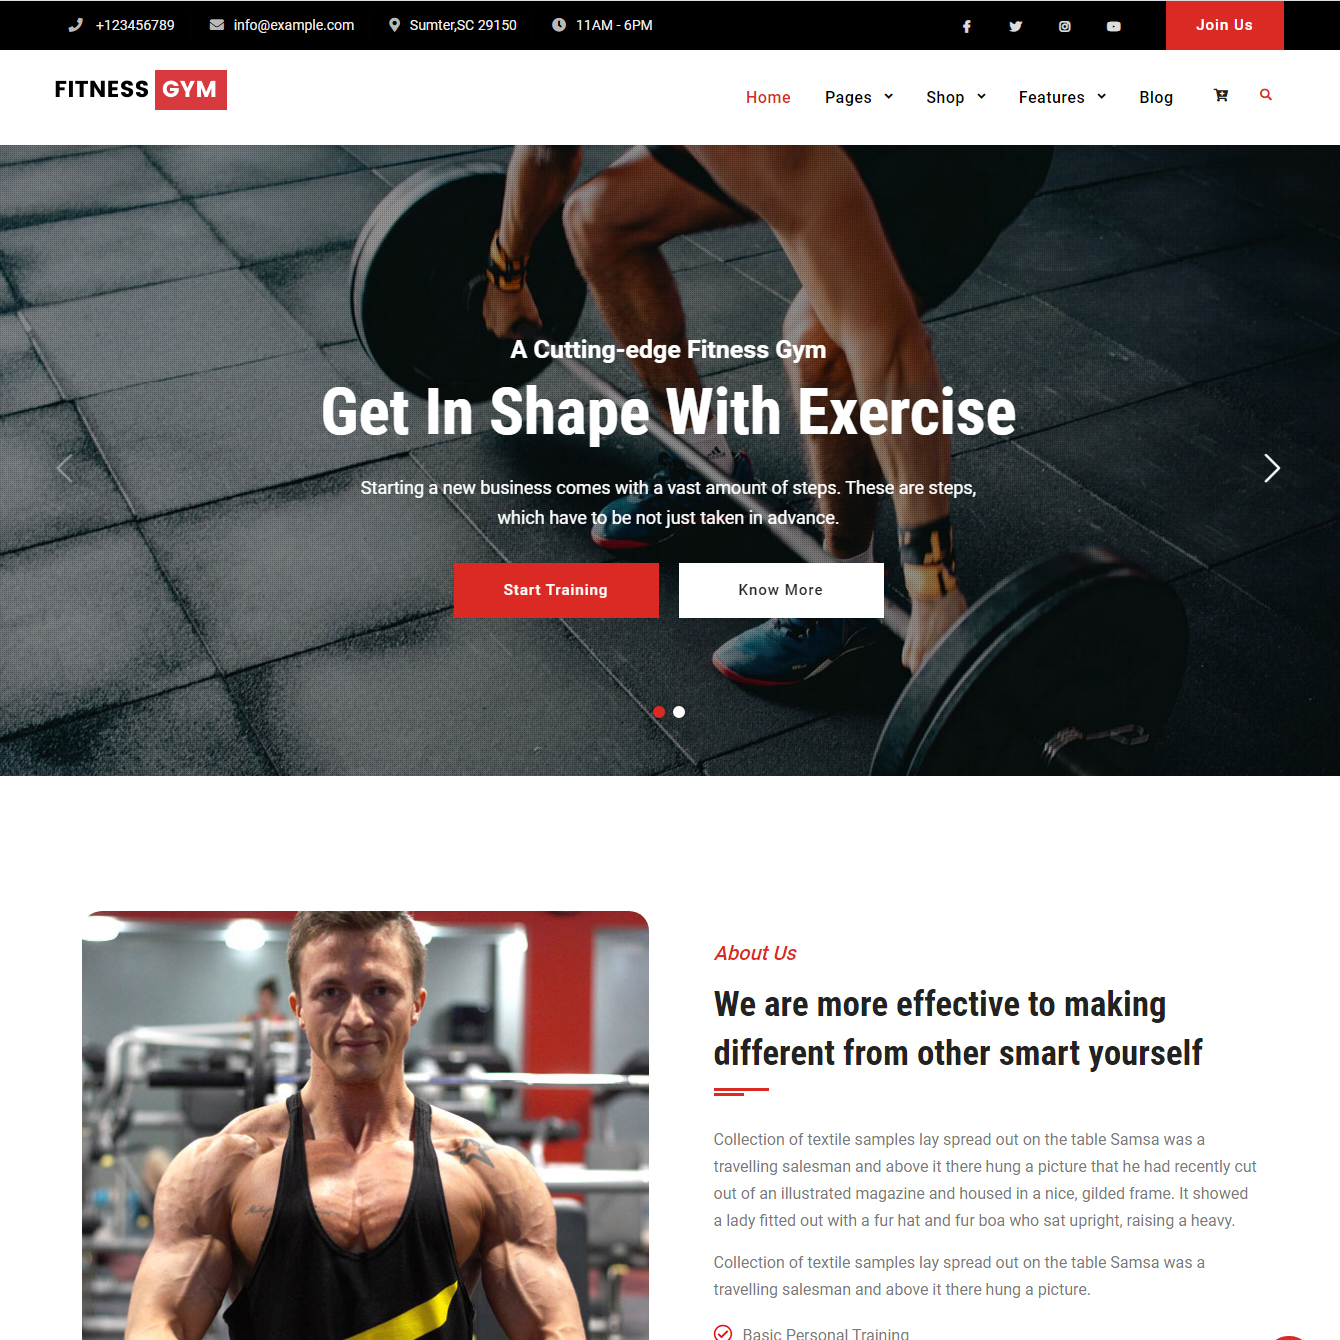 +123456789 info@example.com Sumter,SC 29150 11AM - 6PM Join Us
FITNESS GYM Home Pages Shop Features Blog
A Cutting-edge Fitness Gym
Get In Shape With Exercise
Starting a new business comes with a vast amount of steps. These are steps,
which have to be not just taken in advance.
Start Training Know More
About Us
We are more effective to making
different from other smart yourself
Collection of textile samples lay spread out on the table Samsa was a
travelling salesman and above it there hung a picture that he had recently cut
out of an illustrated magazine and housed in a nice, gilded frame. It showed
a lady fitted out with a fur hat and fur boa who sat upright, raising a heavy.
Collection of textile samples lay spread out on the table Samsa was a
travelling salesman and above it there hung a picture.
Basic Personal Training